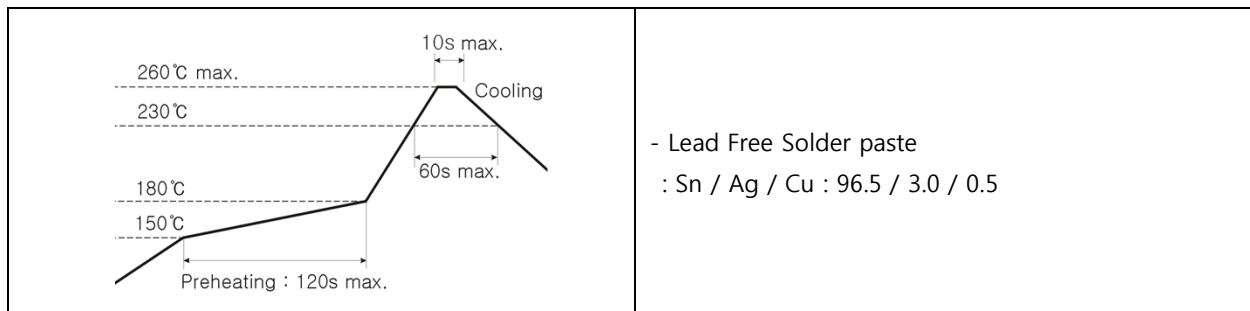 10s max.
260℃ max.
Cooling
230℃
60s max.
180℃
150℃
Preheating : 120s max.
- Lead Free Solder paste
: Sn / Ag / Cu : 96.5 / 3.0 / 0.5